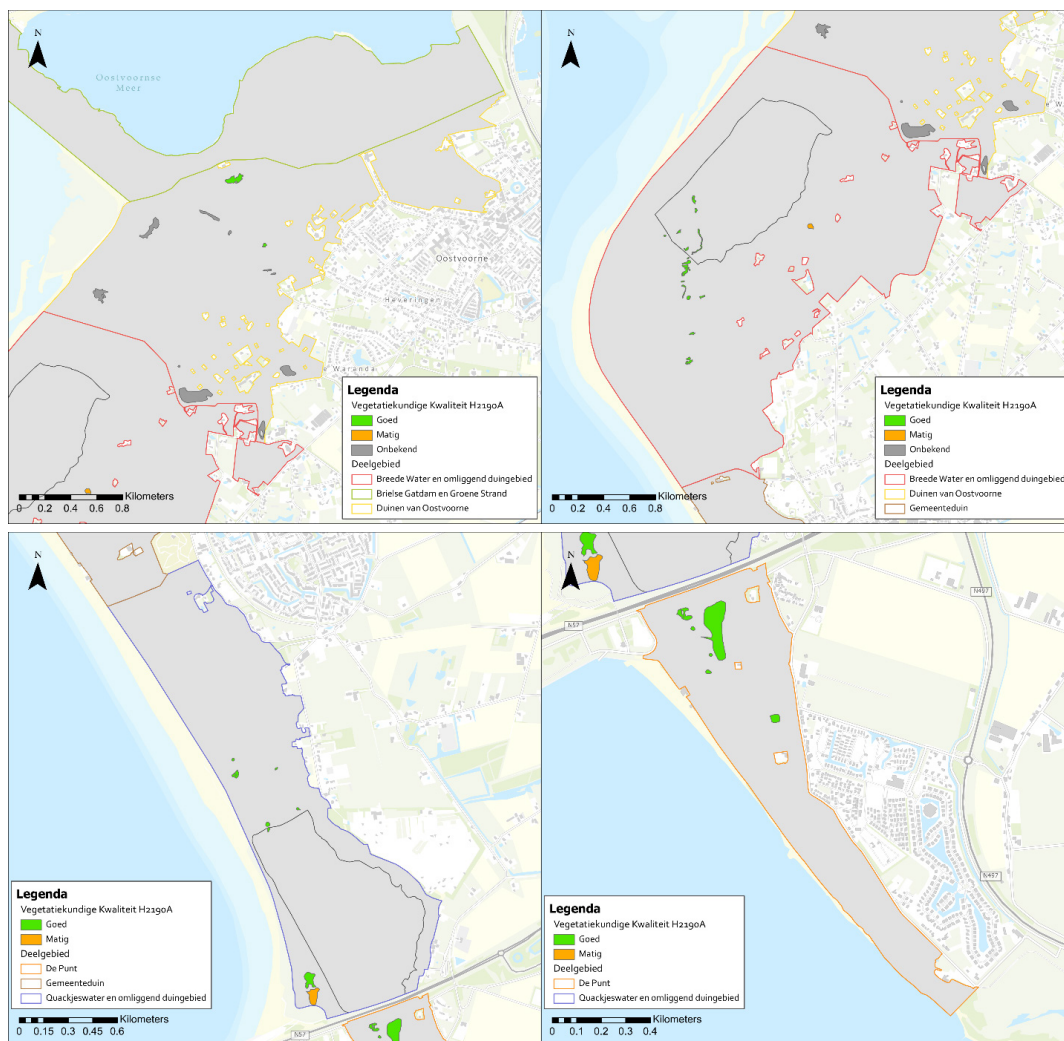 N
Oostvoornse
Meer
Oostvoorne
Heveringen
Waranda
Legenda
Vegetatiekundige Kwaliteit H2190A
Goed
Matig
Onbekend
Deelgebied
Breede Water en omliggend duingebied
Brielse Gatdam en Groene Strand
Duinen van Oostvoorne
Kilometers
0 0.2 0.4 0.6 0.8
N
Legenda
Vegetatiekundige Kwaliteit H2190A
Goed
Matig
Onbekend
Deelgebied
Breede Water en omliggend duingebied
Duinen van Oostvoorne
Gemeenteduin
Kilometers
0 0.2 0.4 0.6 0.8
N
Legenda
Vegetatiekundige Kwaliteit H2190A
Goed
Matig
Deelgebied
De Punt
Gemeenteduin
Quackjeswater en omliggend duingebied
Kilometers
0 0.15 0.3 0.45 0.6
N57
N
N57
N497
N497
Legenda
Vegetatiekundige Kwaliteit H2190A
Goed
Matig
Deelgebied
De Punt
Kilometers
0 0.1 0.2 0.3 0.4